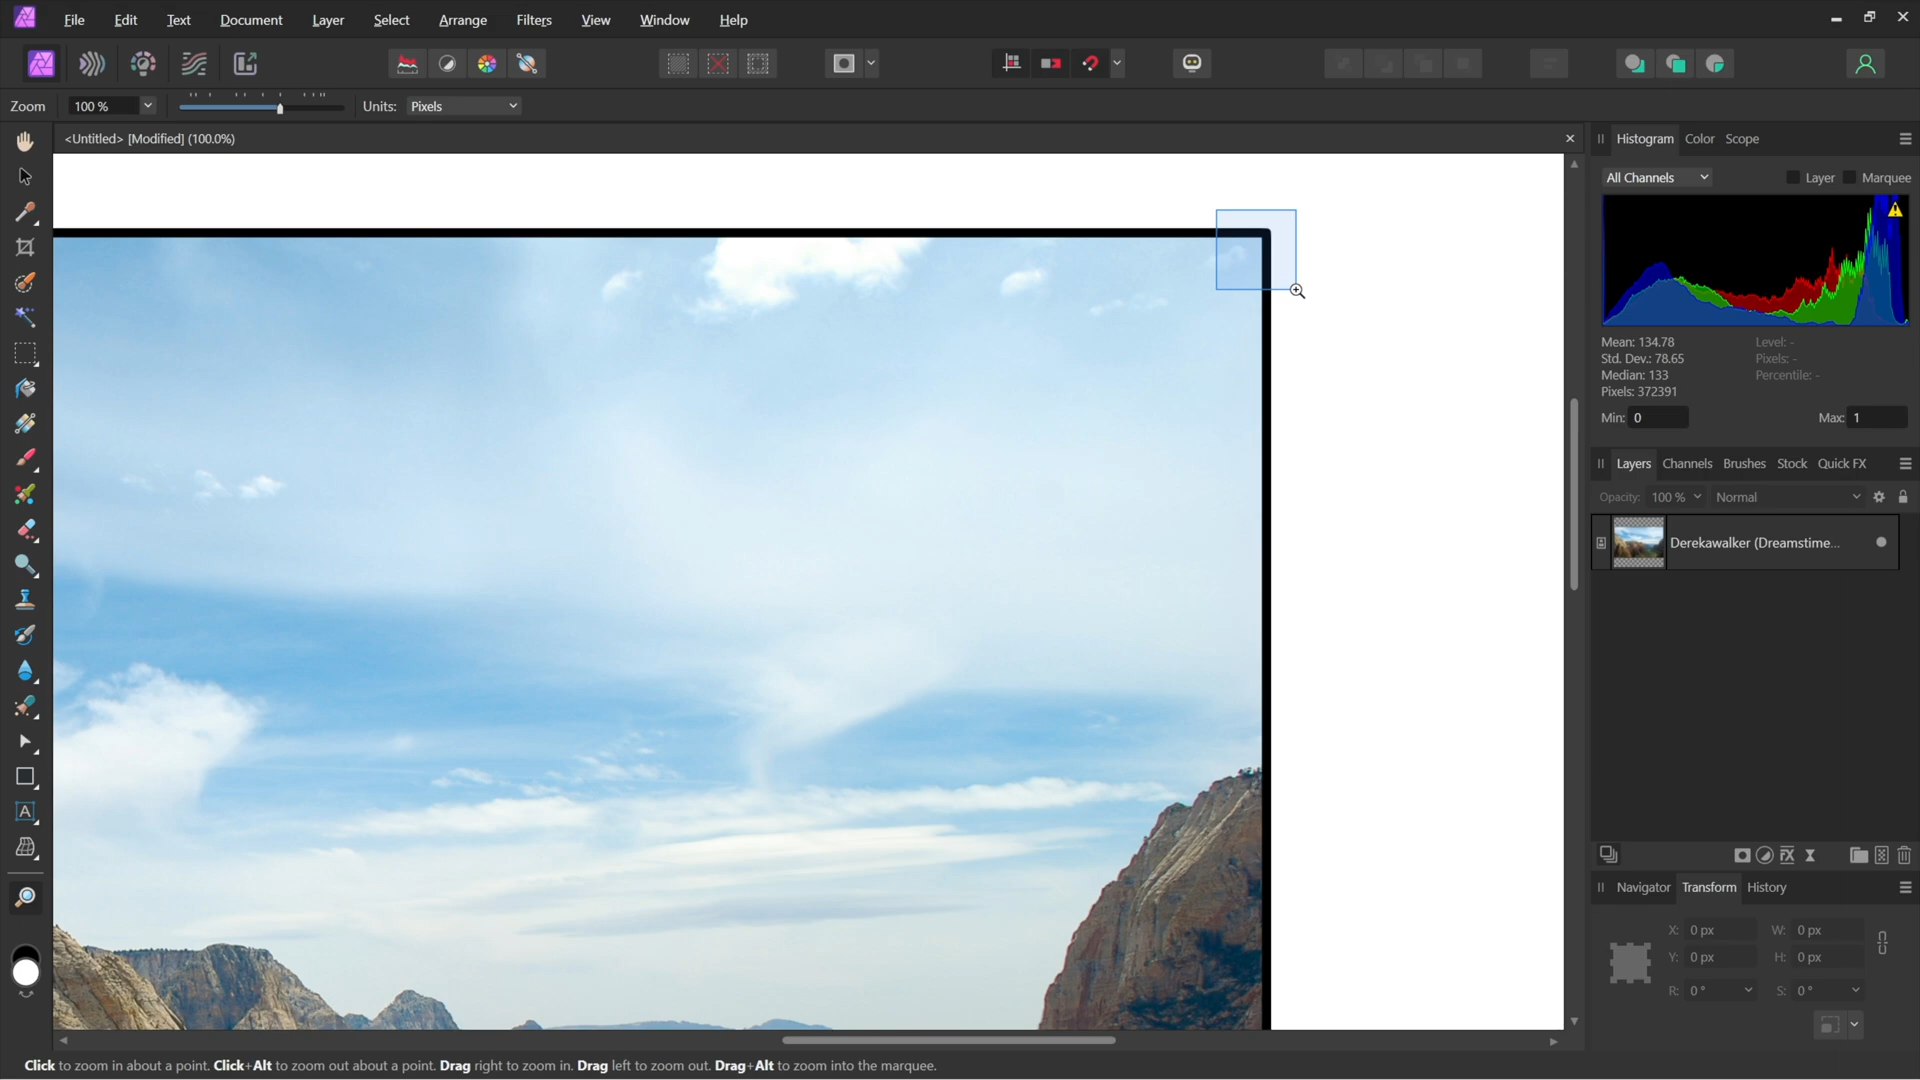 File Edit Text Document Layer Select Arrange Filters View Window Help
Zoom 100 % Units: Pixels
<Untitled> [Modified] (100.0%)
Histogram Color Scope
All Channels Layer Marquee
Mean: 134.78 Level: -
Std. Dev.: 78.65 Pixels: -
Median: 133 Percentile: -
Pixels: 372391
Min: 0 Max: 1
Layers Channels Brushes Stock Quick FX
Opacity: 100 % Normal
Derekawalker (Dreamstime...
Navigator Transform History
X: 0 px W: 0 px
Y: 0 px H: 0 px
R: 0 ° S: 0 °
Click to zoom in about a point. Click+Alt to zoom out about a point. Drag right to zoom in. Drag left to zoom out. Drag+Alt to zoom into the marquee.